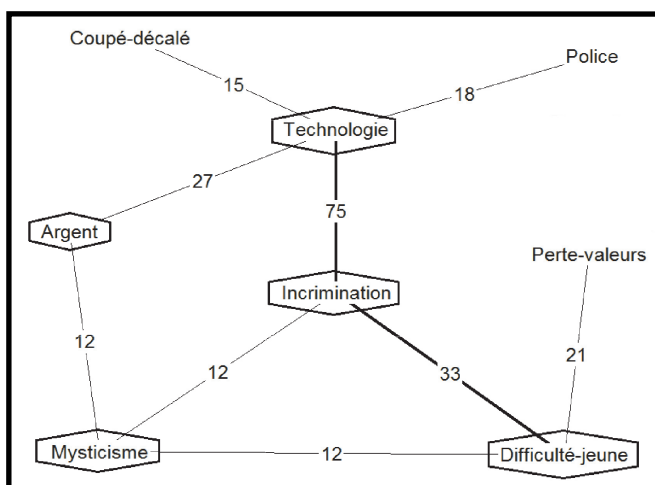 Coupé-décalé
Police
15
18
Technologie
27
75
Argent
Perte-valeurs
Incrimination
12
12
33
21
Mysticisme
12
Difficulté-jeune